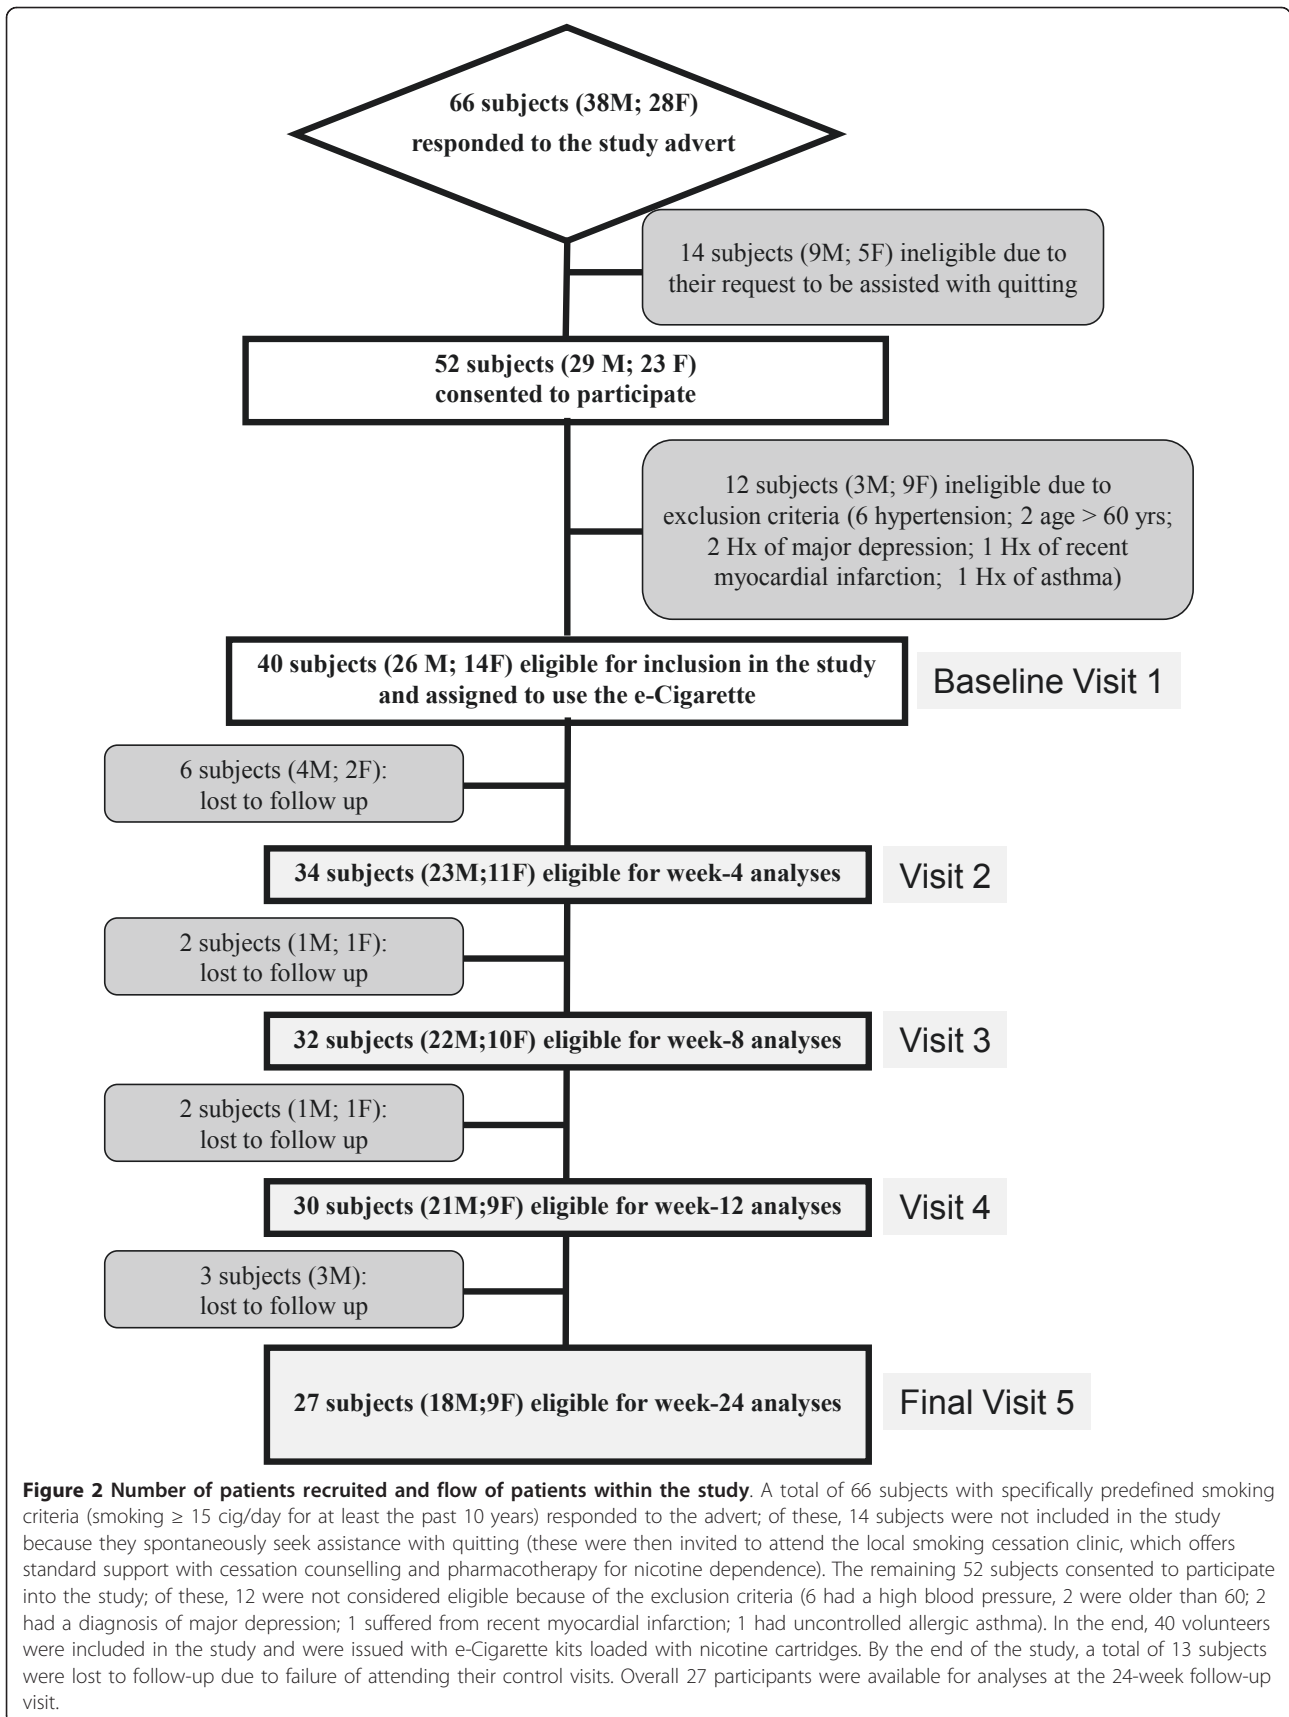 66 subjects (38M; 28F)
responded to the study advert
14 subjects (9M; 5F) ineligible due to
their request to be assisted with quitting
52 subjects (29 M; 23 F)
consented to participate
12 subjects (3M; 9F) ineligible due to
exclusion criteria (6 hypertension; 2 age > 60 yrs;
2 Hx of major depression; 1 Hx of recent
myocardial infarction; 1 Hx of asthma)
40 subjects (26 M; 14F) eligible for inclusion in the study
and assigned to use the e-Cigarette
Baseline Visit 1
6 subjects (4M; 2F):
lost to follow up
34 subjects (23M;11F) eligible for week-4 analyses
Visit 2
2 subjects (1M; 1F):
lost to follow up
32 subjects (22M;10F) eligible for week-8 analyses
Visit 3
2 subjects (1M; 1F):
lost to follow up
30 subjects (21M;9F) eligible for week-12 analyses
Visit 4
3 subjects (3M):
lost to follow up
27 subjects (18M;9F) eligible for week-24 analyses
Final Visit 5
Figure 2 Number of patients recruited and flow of patients within the study. A total of 66 subjects with specifically predefined smoking
criteria (smoking ≥ 15 cig/day for at least the past 10 years) responded to the advert; of these, 14 subjects were not included in the study
because they spontaneously seek assistance with quitting (these were then invited to attend the local smoking cessation clinic, which offers
standard support with cessation counselling and pharmacotherapy for nicotine dependence). The remaining 52 subjects consented to participate
into the study; of these, 12 were not considered eligible because of the exclusion criteria (6 had a high blood pressure, 2 were older than 60; 2
had a diagnosis of major depression; 1 suffered from recent myocardial infarction; 1 had uncontrolled allergic asthma). In the end, 40 volunteers
were included in the study and were issued with e-Cigarette kits loaded with nicotine cartridges. By the end of the study, a total of 13 subjects
were lost to follow-up due to failure of attending their control visits. Overall 27 participants were available for analyses at the 24-week follow-up
visit.